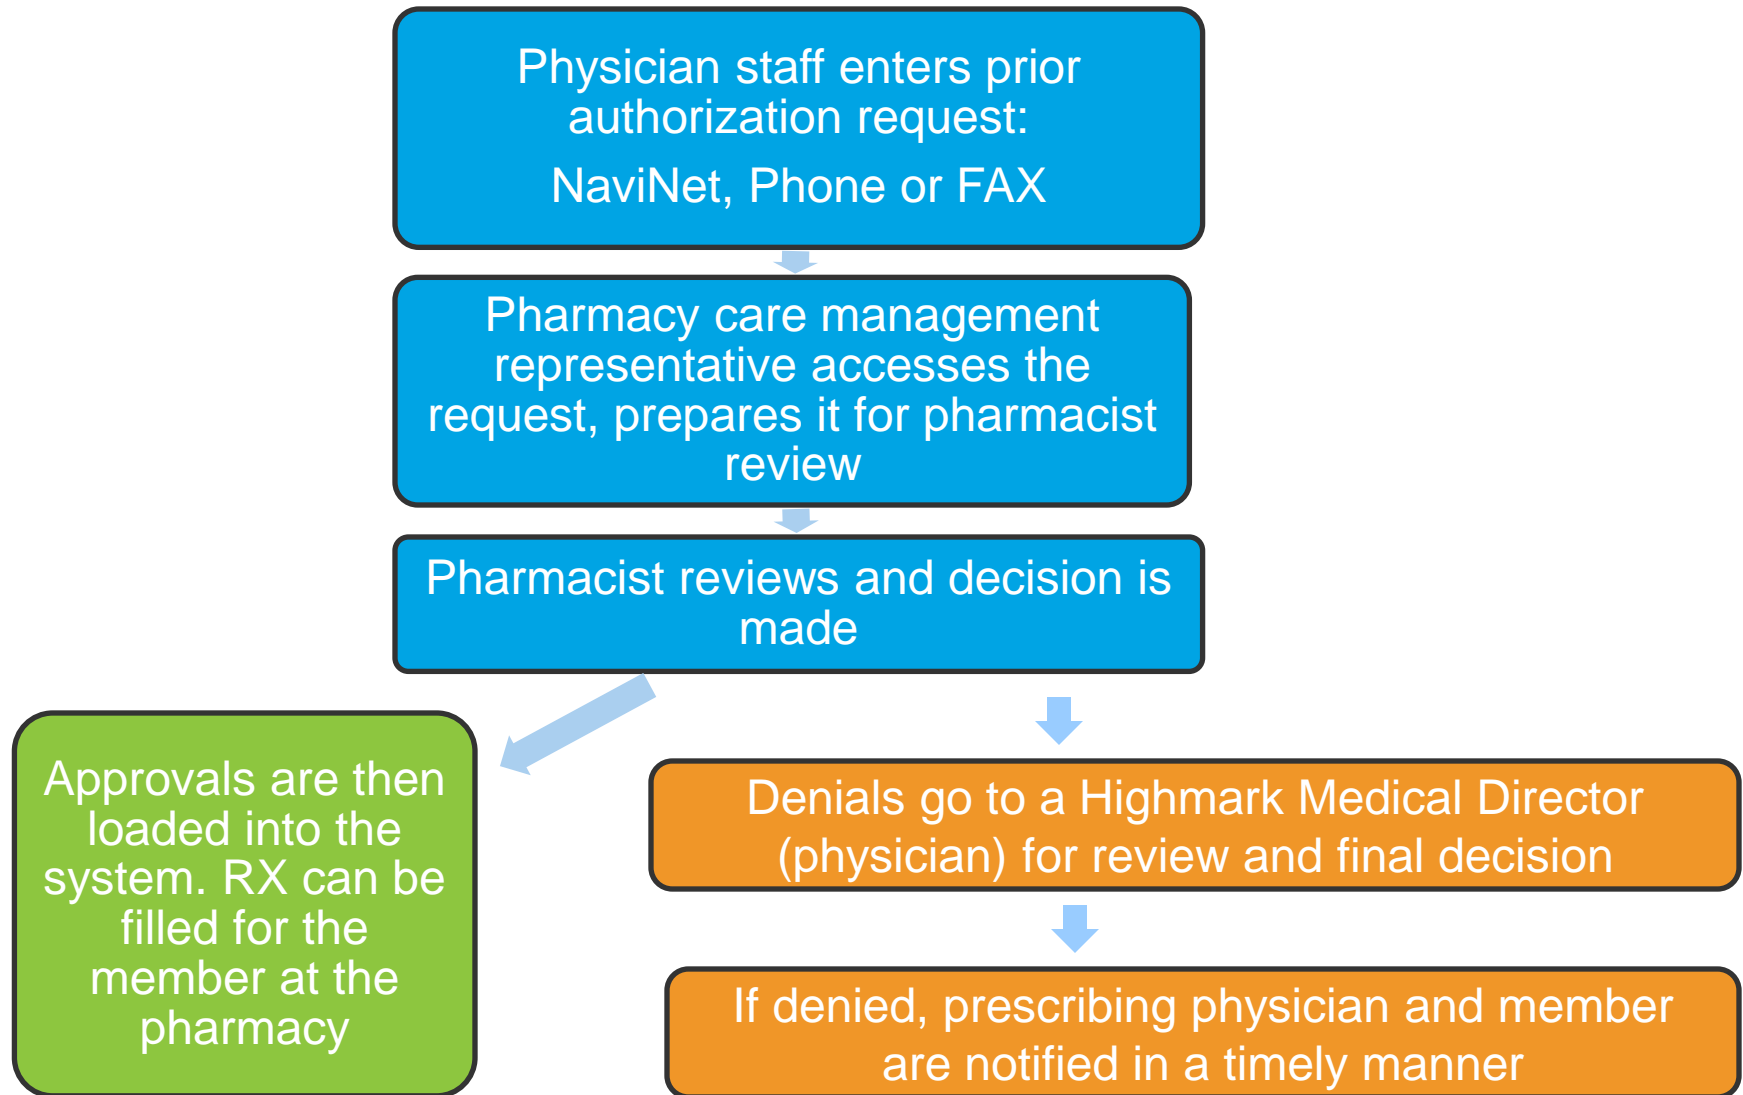 Physician staff enters prior
authorization request:
NaviNet, Phone or FAX
Pharmacy care management
representative accesses the
request, prepares it for pharmacist
review
Pharmacist reviews and decision is
made
Approvals are then
loaded into the
system. RX can be
filled for the
member at the
pharmacy
Denials go to a Highmark Medical Director
(physician) for review and final decision
If denied, prescribing physician and member
are notified in a timely manner